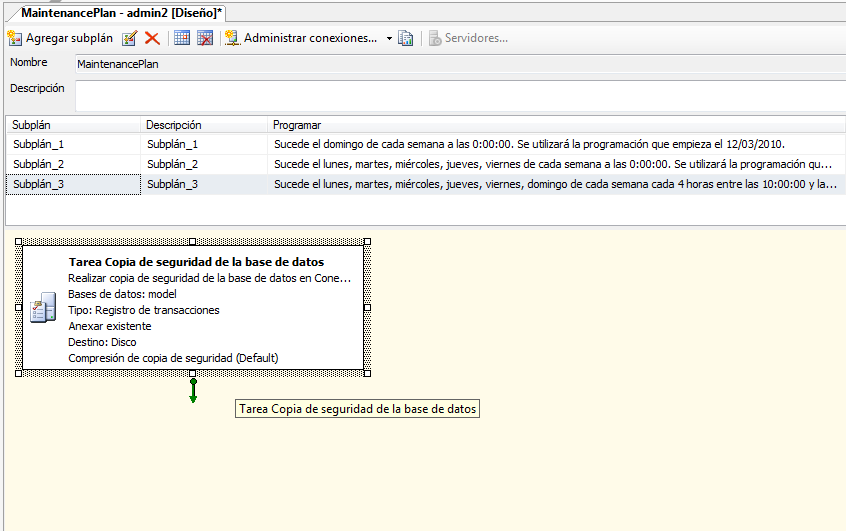 MaintenancePlan - admin2 [Diseño]*
Agregar subplán Administrar conexiones... Servidores...
Nombre MaintenancePlan
Descripción
Subplán Descripción Programar
Subplán_1 Subplán_1 Sucede el domingo de cada semana a las 0:00:00. Se utilizará la programación que empieza el 12/03/2010.
Subplán_2 Subplán_2 Sucede el lunes, martes, miércoles, jueves, viernes de cada semana a las 0:00:00. Se utilizará la programación qu...
Subplán_3 Subplán_3 Sucede el lunes, martes, miércoles, jueves, viernes, domingo de cada semana cada 4 horas entre las 10:00:00 y la...
Tarea Copia de seguridad de la base de datos
Realizar copia de seguridad de la base de datos en Cone...
Bases de datos: model
Tipo: Registro de transacciones
Anexar existente
Destino: Disco
Compresión de copia de seguridad (Default)
Tarea Copia de seguridad de la base de datos